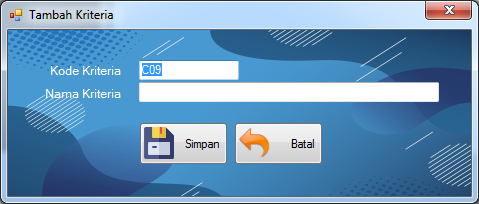 Tambah Kriteria
Kode Kriteria C09
Nama Kriteria
Simpan Batal